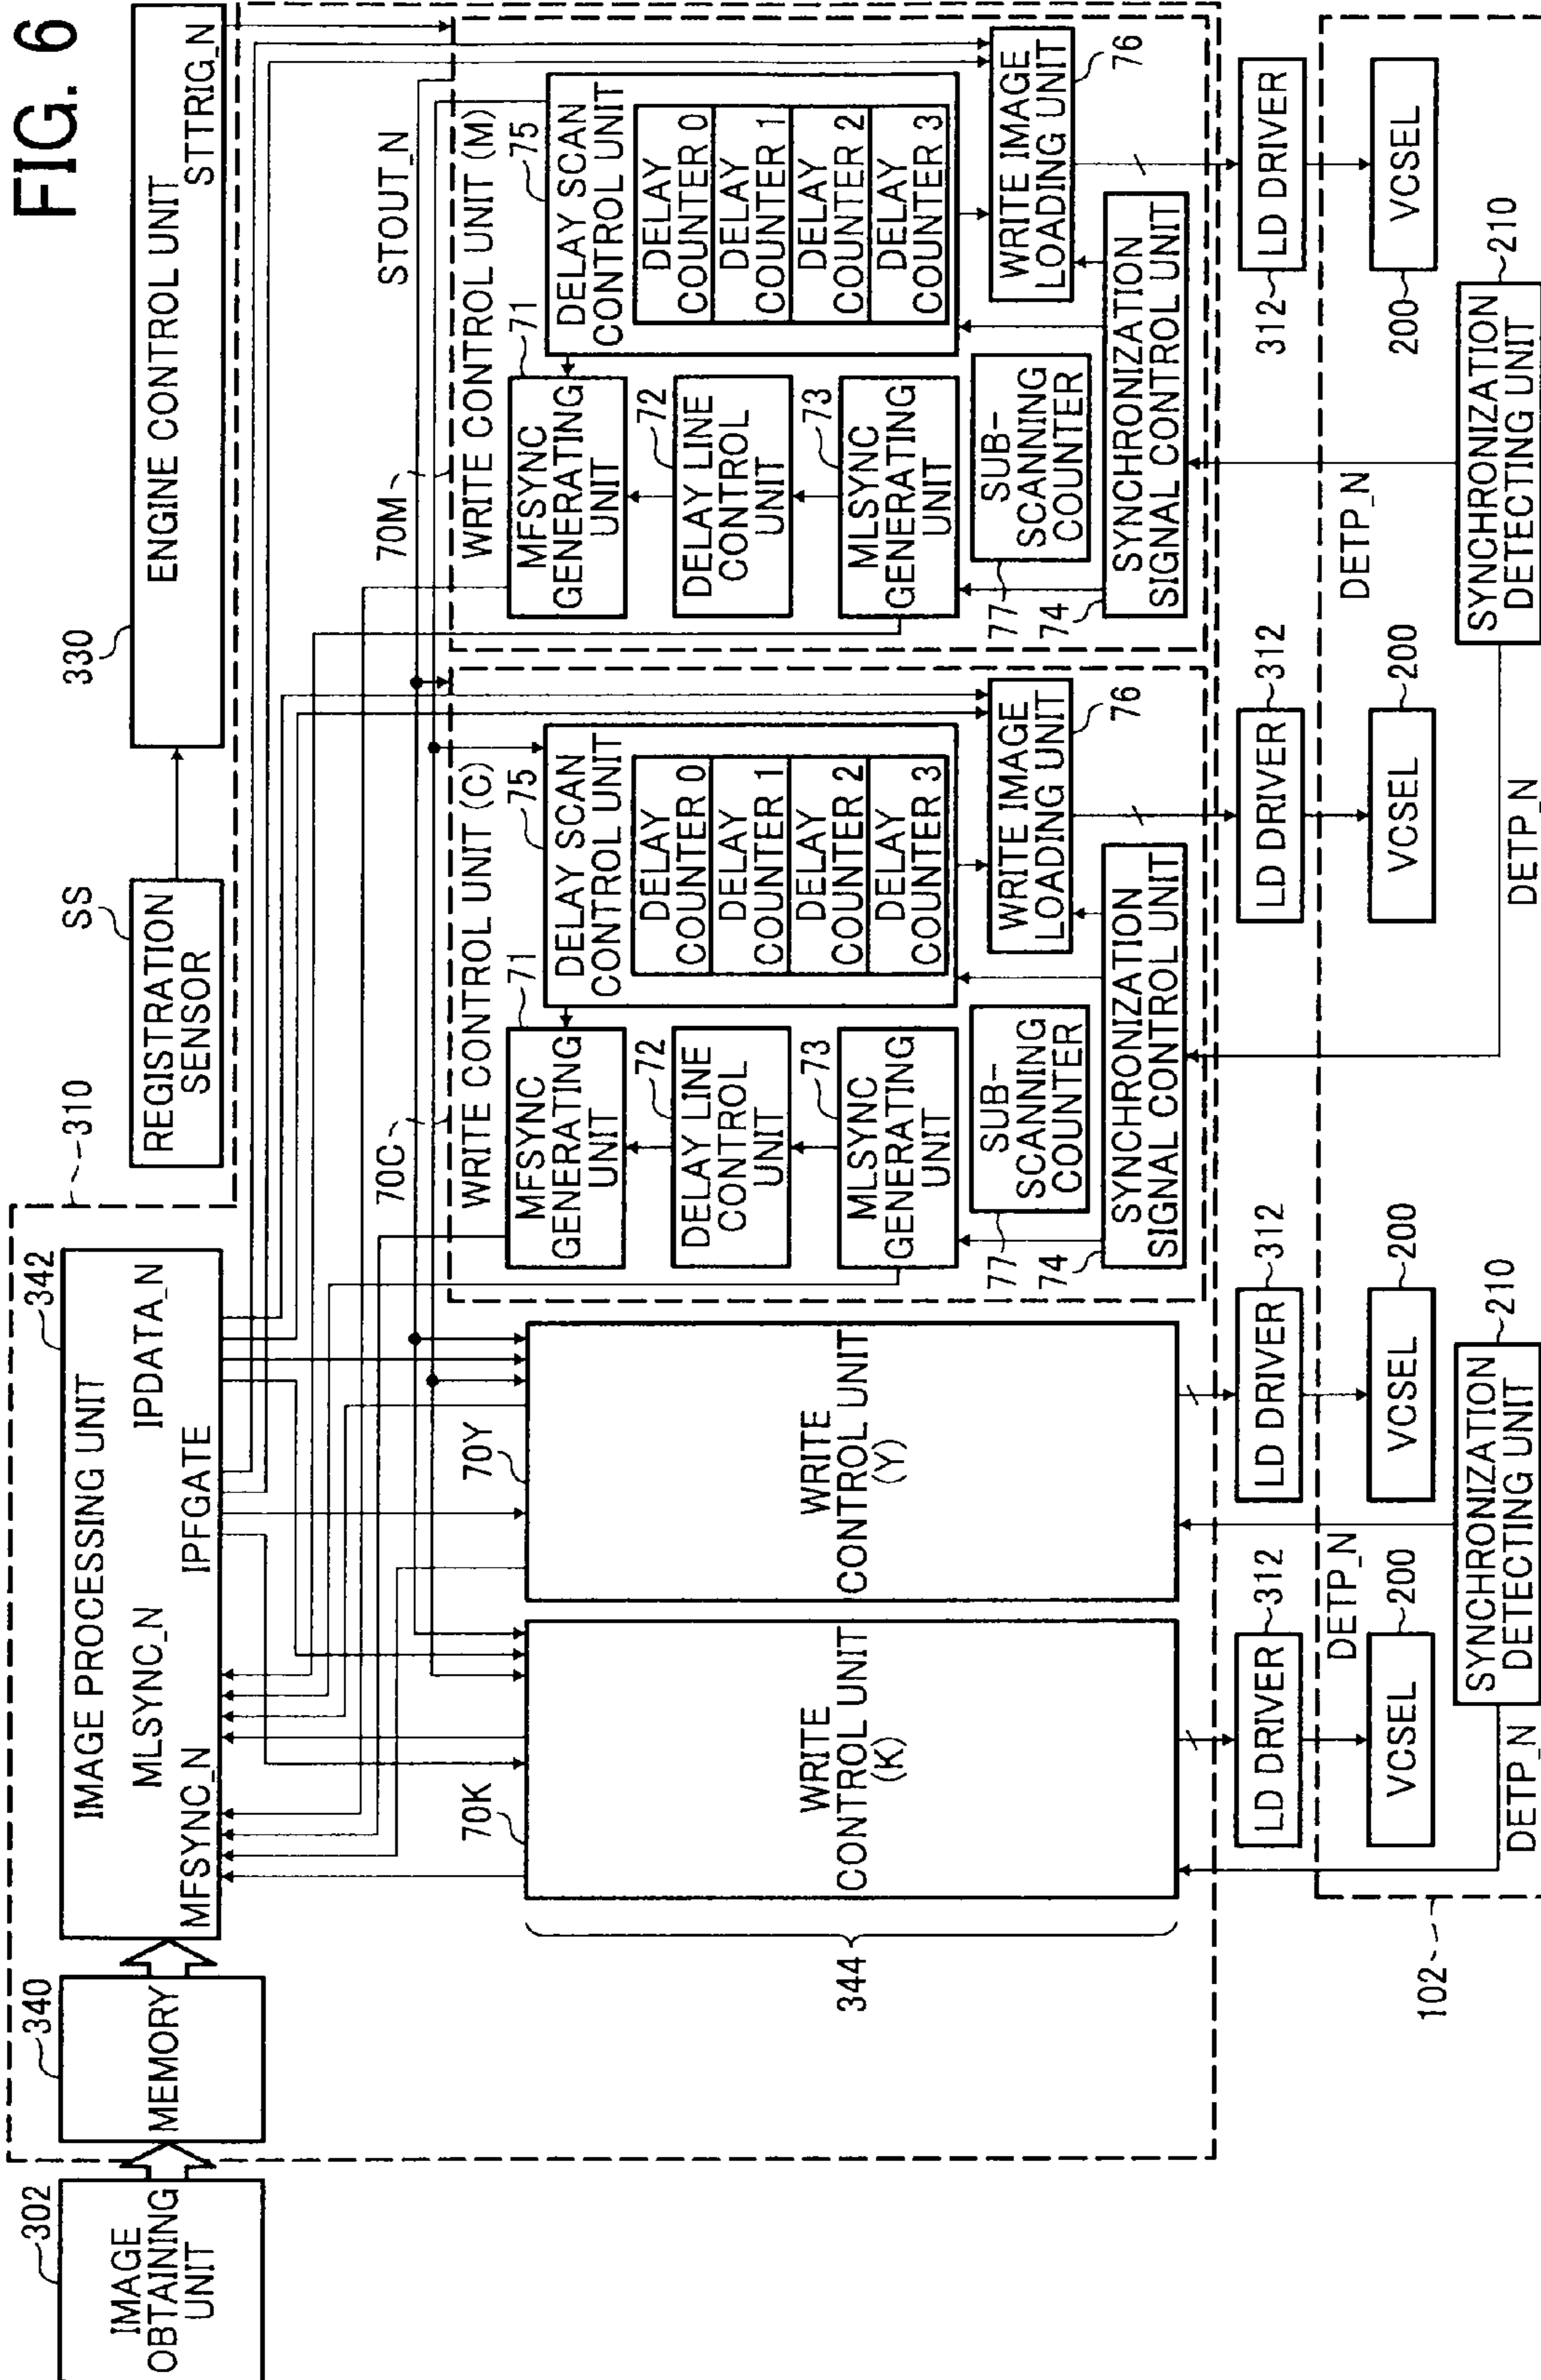 FIG. 6
302
IMAGE
OBTAINING
UNIT
340
MEMORY
342
IMAGE PROCESSING UNIT
MFSYNC_N
MLSYNC_N
IPFGATE
IPDATA_N
310
SS
REGISTRATION
SENSOR
330
ENGINE CONTROL UNIT
STTRIG_N
STOUT_N
344
70K
WRITE
CONTROL UNIT
(K)
70Y
WRITE
CONTROL UNIT
(Y)
70C
WRITE CONTROL UNIT (C)
71
MFSYNC
GENERATING
UNIT
72
DELAY LINE
CONTROL
UNIT
73
MLSYNC
GENERATING
UNIT
77
SUB-
SCANNING
COUNTER
74
SYNCHRONIZATION
SIGNAL CONTROL UNIT
75
DELAY SCAN
CONTROL UNIT
DELAY
COUNTER 0
DELAY
COUNTER 1
DELAY
COUNTER 2
DELAY
COUNTER 3
WRITE IMAGE
LOADING UNIT
76
70M
WRITE CONTROL UNIT (M)
71
MFSYNC
GENERATING
UNIT
72
DELAY LINE
CONTROL
UNIT
73
MLSYNC
GENERATING
UNIT
77
SUB-
SCANNING
COUNTER
74
SYNCHRONIZATION
SIGNAL CONTROL UNIT
75
DELAY SCAN
CONTROL UNIT
DELAY
COUNTER 0
DELAY
COUNTER 1
DELAY
COUNTER 2
DELAY
COUNTER 3
WRITE IMAGE
LOADING UNIT
76
LD DRIVER
312
LD DRIVER
312
LD DRIVER
312
312
LD DRIVER
102
VCSEL
200
VCSEL
200
VCSEL
200
200
VCSEL
DETP_N
DETP_N
SYNCHRONIZATION
DETECTING UNIT
210
DETP_N
DETP_N
SYNCHRONIZATION
DETECTING UNIT
210